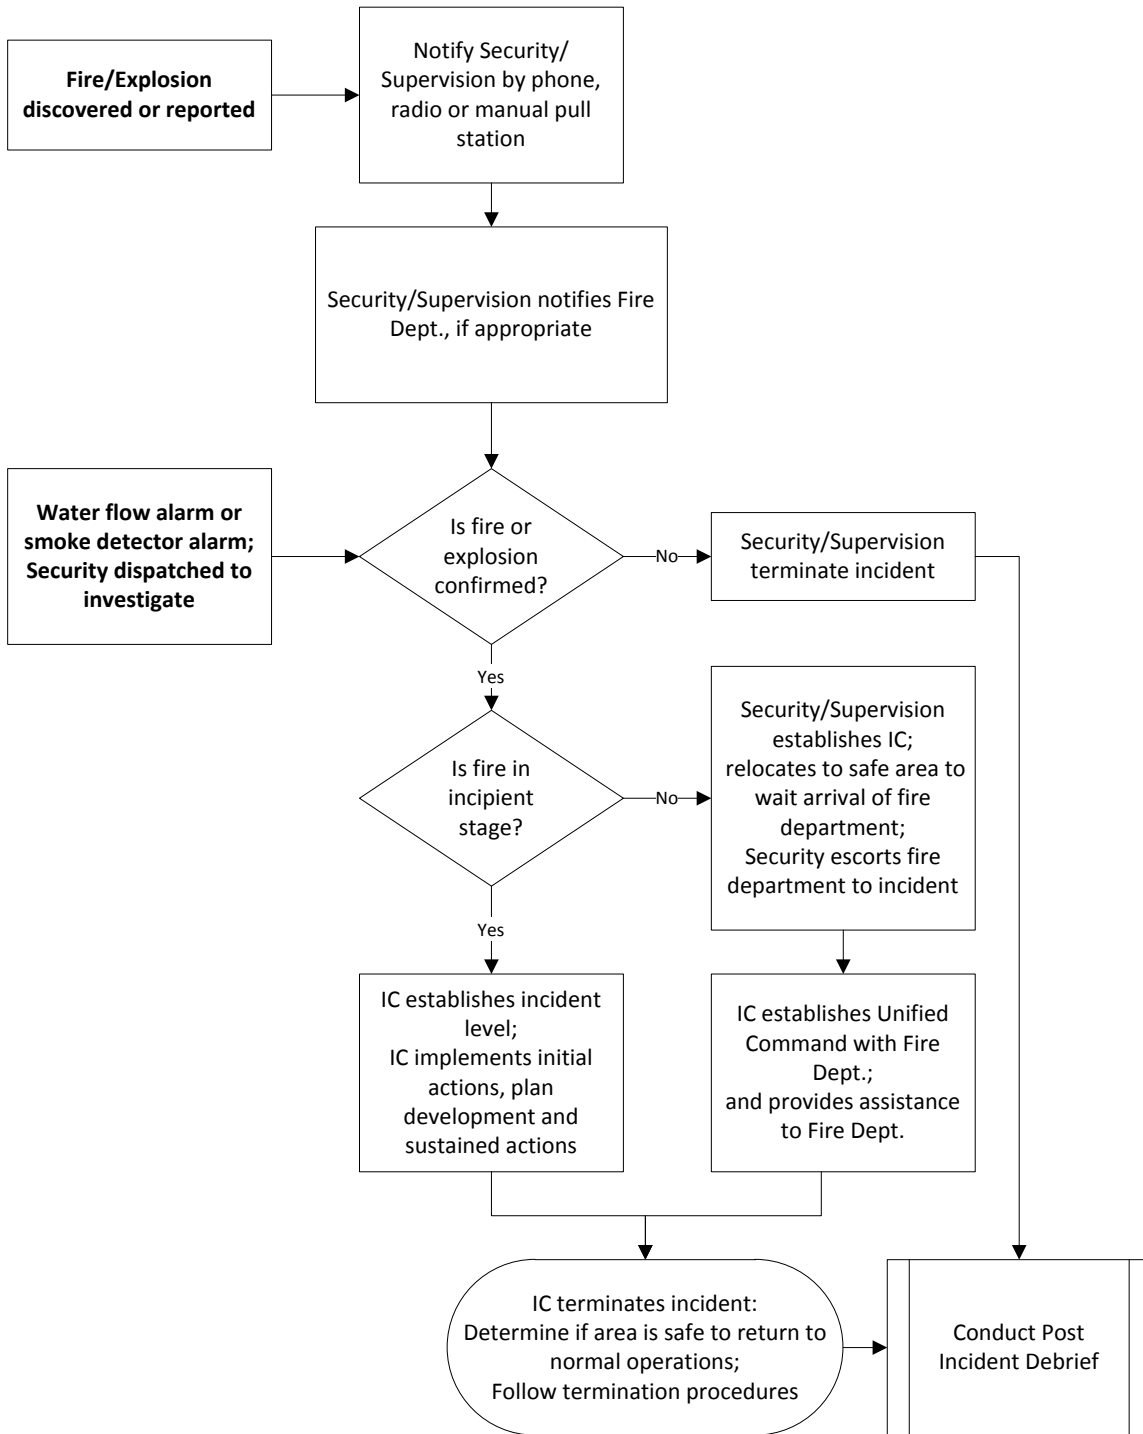 Fire/Explosion
discovered or reported
Notify Security/
Supervision by phone,
radio or manual pull
station
Security/Supervision notifies Fire
Dept., if appropriate
Water flow alarm or
smoke detector alarm;
Security dispatched to
investigate
Is fire or
explosion
confirmed?
No
Security/Supervision
terminate incident
Yes
Is fire in
incipient
stage?
No
Security/Supervision
establishes IC;
relocates to safe area to
wait arrival of fire
department;
Security escorts fire
department to incident
Yes
IC establishes incident
level;
IC implements initial
actions, plan
development and
sustained actions
IC establishes Unified
Command with Fire
Dept.;
and provides assistance
to Fire Dept.
IC terminates incident:
Determine if area is safe to return to
normal operations;
Follow termination procedures
Conduct Post
Incident Debrief